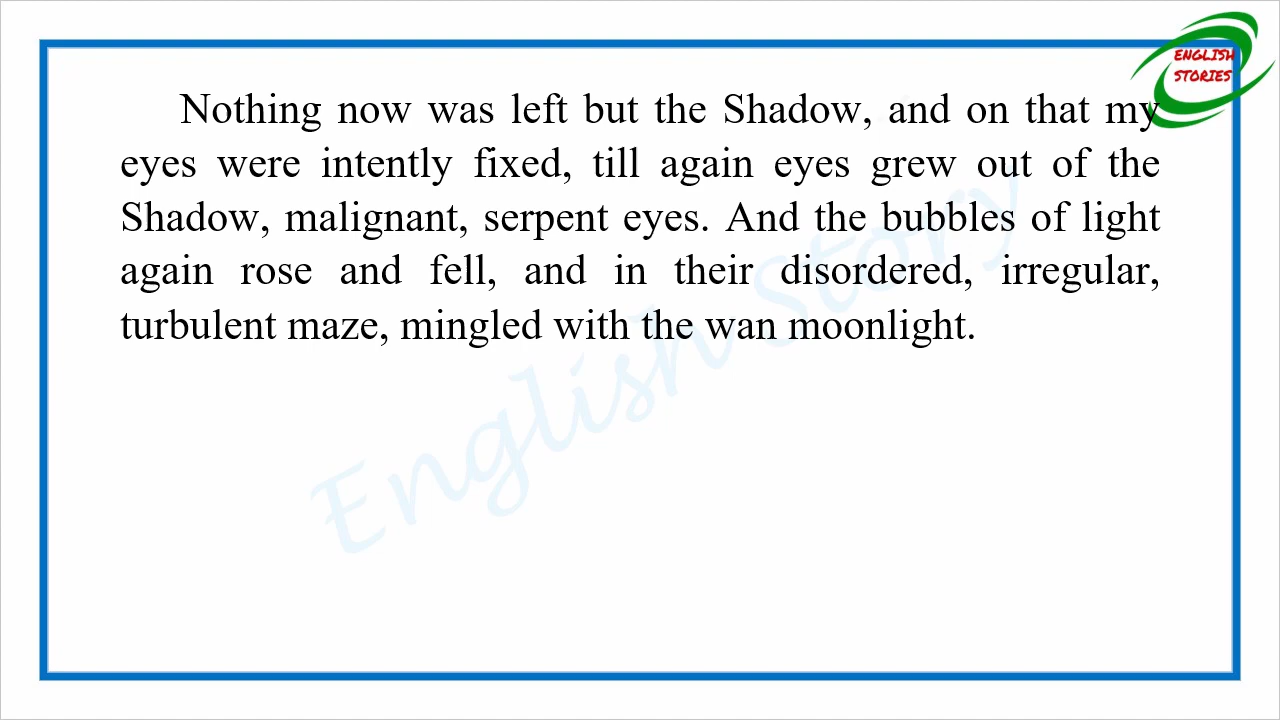 ENGLISH
STORIES
Nothing now was left but the Shadow, and on that my
eyes were intently fixed, till again eyes grew out of the
Shadow, malignant, serpent eyes. And the bubbles of light
again rose and fell, and in their disordered, irregular,
turbulent maze, mingled with the wan moonlight.
English Story